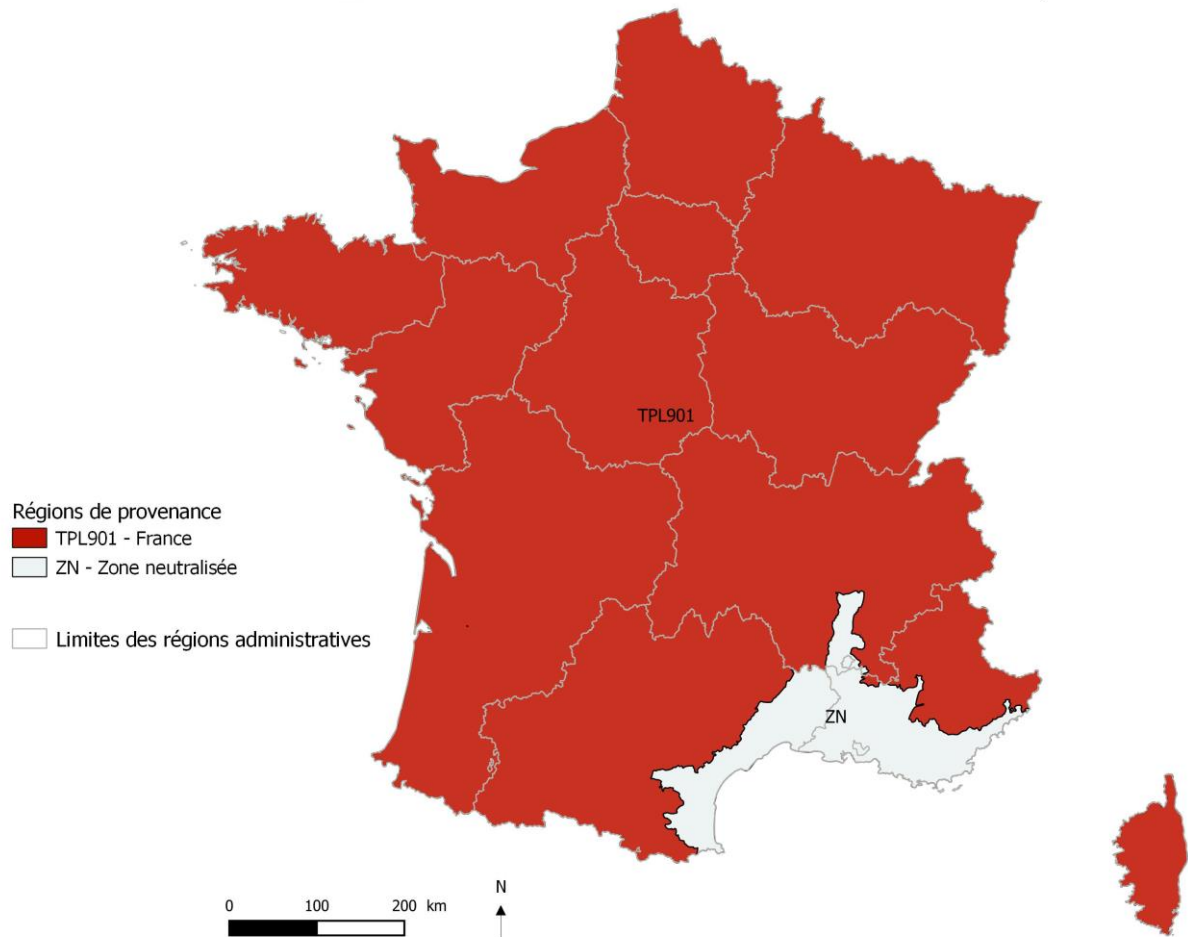 TPL901
Régions de provenance
TPL901 - France
ZN - Zone neutralisée
Limites des régions administratives
ZN
N
0 100 200 km